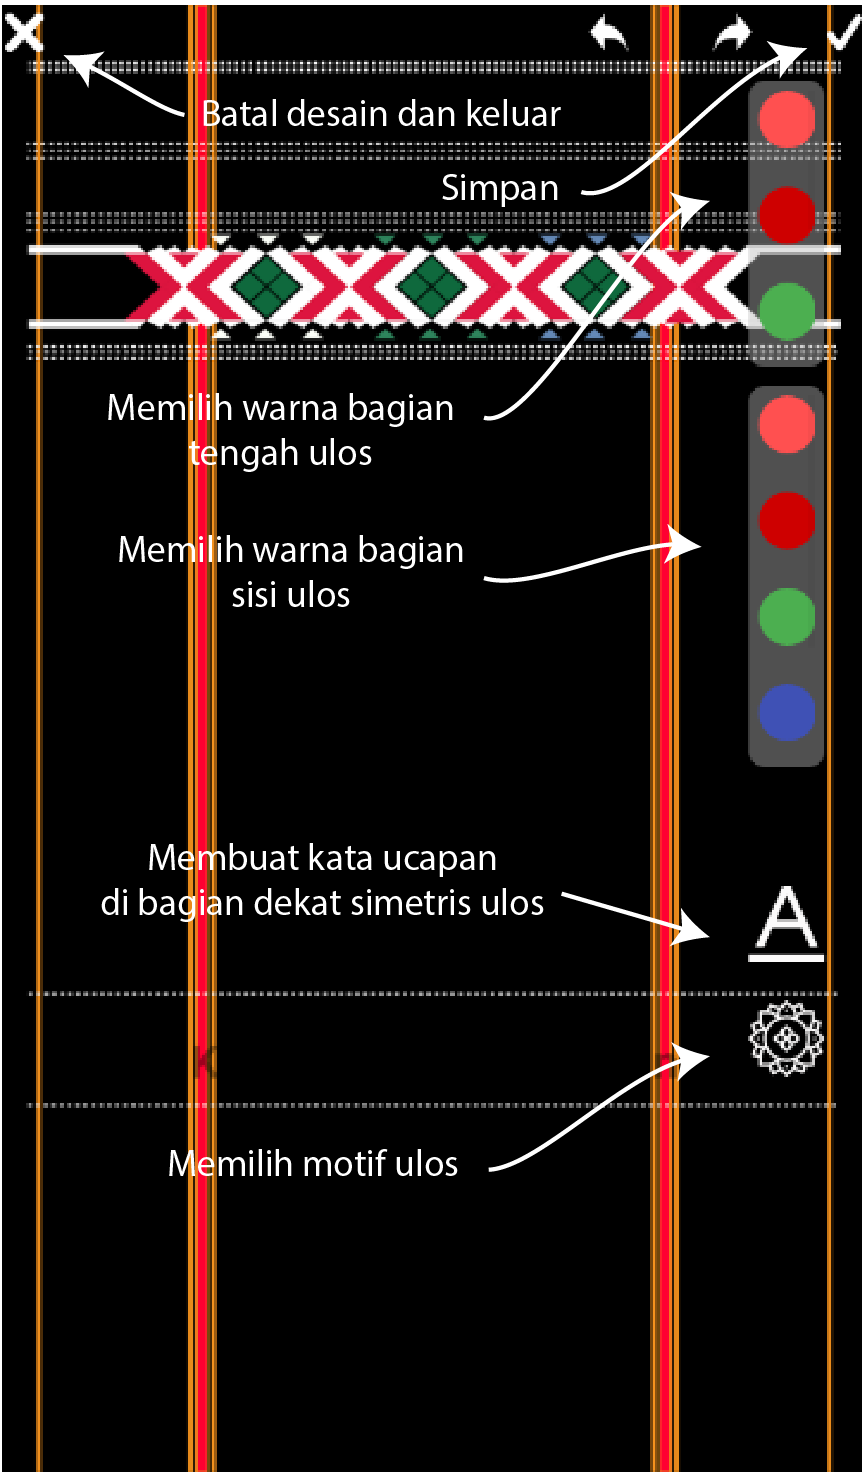 Batal desain dan keluar
Simpan
Memilih warna bagian
tengah ulos
Memilih warna bagian
sisi ulos
Membuat kata ucapan
di bagian dekat simetris ulos
A
K
n
Memilih motif ulos